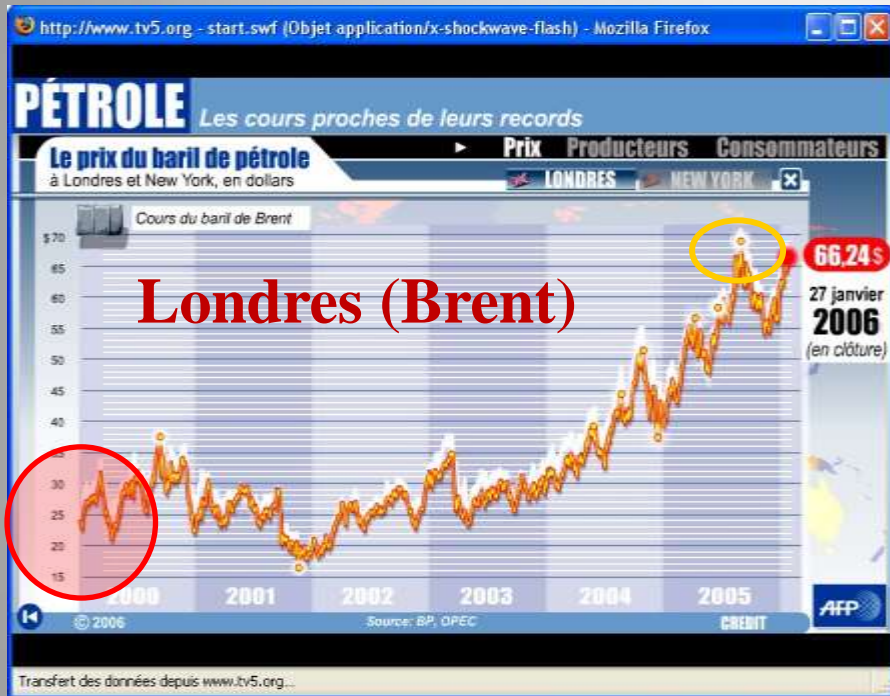 http://www.tv5.org - start.swf (Objet application/x-shockwave-flash) - Mozilla Firefox
PÉTROLE Les cours proches de leurs records
Prix Producteurs Consommateurs
Le prix du baril de pétrole
à Londres et New York, en dollars
LONDRES NEW YORK
Cours du baril de Brent
$70
65
60
55
50
45
40
35
30
25
20
15
Londres (Brent)
66,24$
27 janvier
2006
(en clôture)
2000 2001 2002 2003 2004 2005
© 2006 Source: BP, OPEC CREDIT
AFP
Transfert des données depuis www.tv5.org...